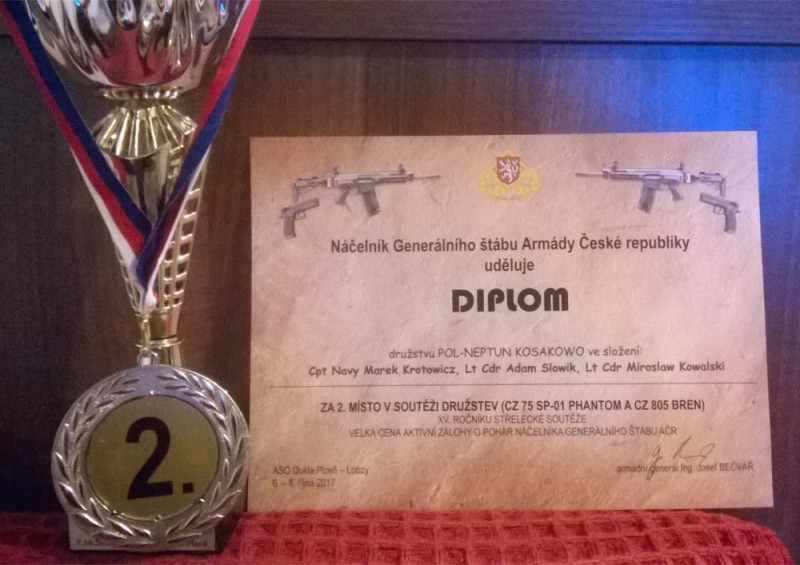 Náčelník Generálního štábu Armády České republiky
uděluje
DIPLOM
družstvu POL-NEPTUN KOSAKOWO ve složení:
Cpt Navy Marek Krotowicz, Lt Cdr Adam Slowik, Lt Cdr Miroslaw Kowalski
ZA 2. MÍSTO V SOUTĚŽI DRUŽSTEV (CZ 75 SP-01 PHANTOM A CZ 805 BREN)
XV. ROČNÍKU STŘELECKÉ SOUTĚŽE
VELKÁ CENA AKTIVNÍ ZÁLOHY O POHÁR NÁČELNÍKA GENERÁLNÍHO ŠTÁBU AČR
ASC Dukla Plzeň – Lobzy
6. – 8. října 2017
armádní generál Ing. Josef BEČVÁŘ
2.